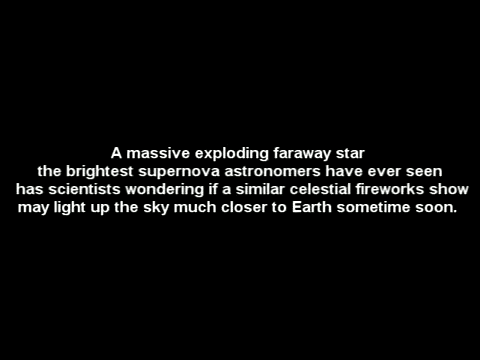 A massive exploding faraway star
the brightest supernova astronomers have ever seen
has scientists wondering if a similar celestial fireworks show
may light up the sky much closer to Earth sometime soon.